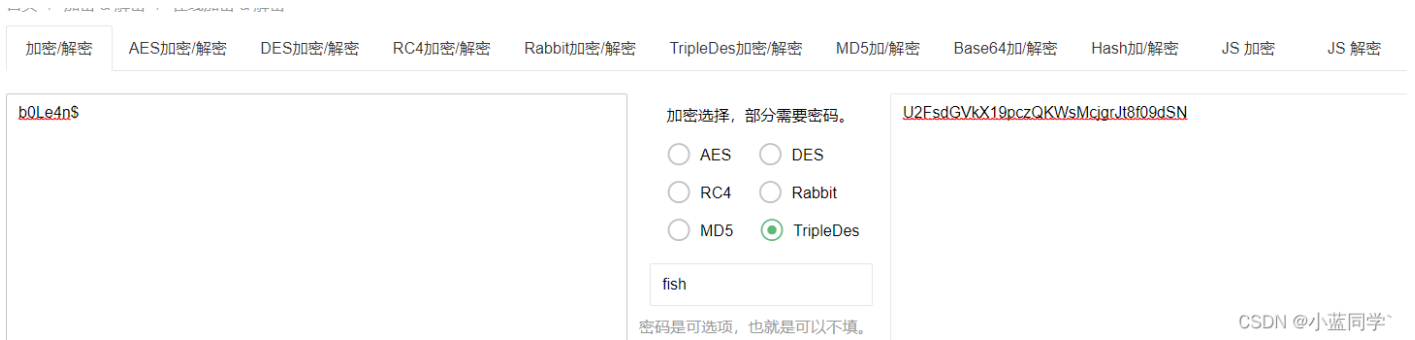 加密/解密 AES加密/解密 DES加密/解密 RC4加密/解密 Rabbit加密/解密 TripleDes加密/解密 MD5加/解密 Base64加/解密 Hash加/解密 JS 加密 JS 解密
b0Le4n$
加密选择，部分需要密码。
AES DES
RC4 Rabbit
MD5 TripleDes
fish
密码是可选项，也就是可以不填。
U2FsdGVkX19pczQKWsMcjgrJt8f09dSN
CSDN @小蓝同学`